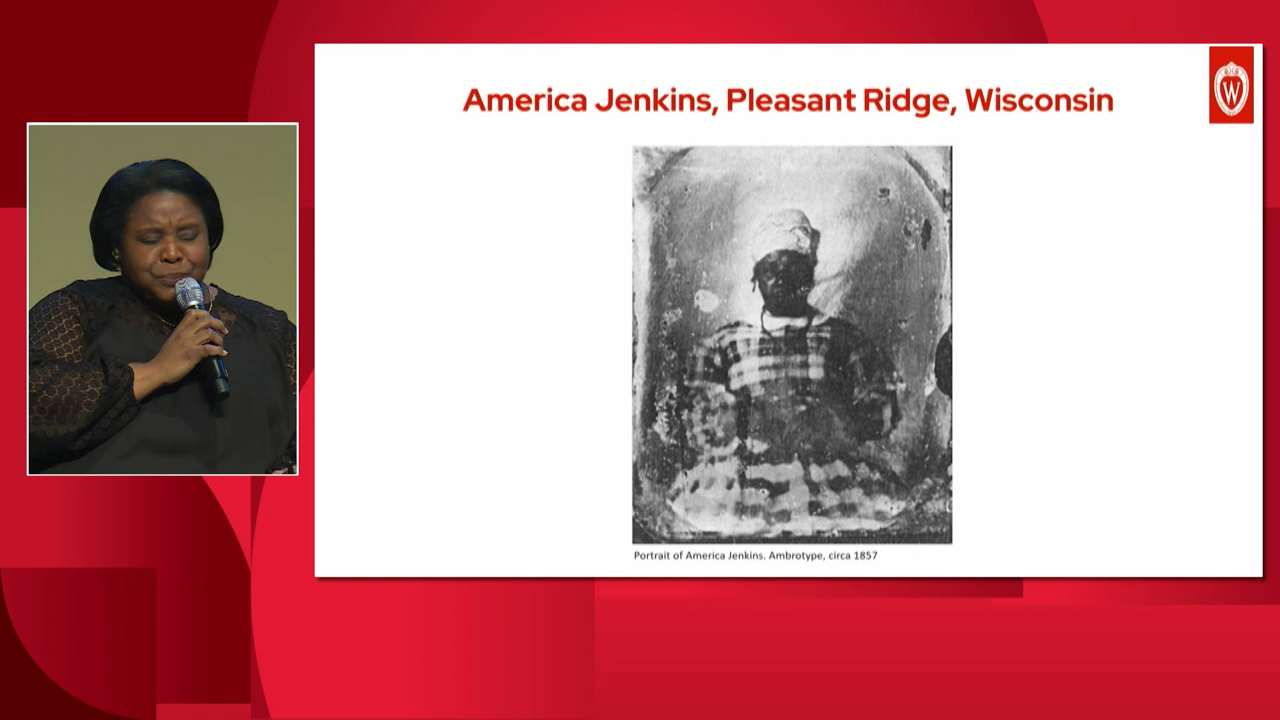 America Jenkins, Pleasant Ridge, Wisconsin
W
Portrait of America Jenkins. Ambrotype, circa 1857